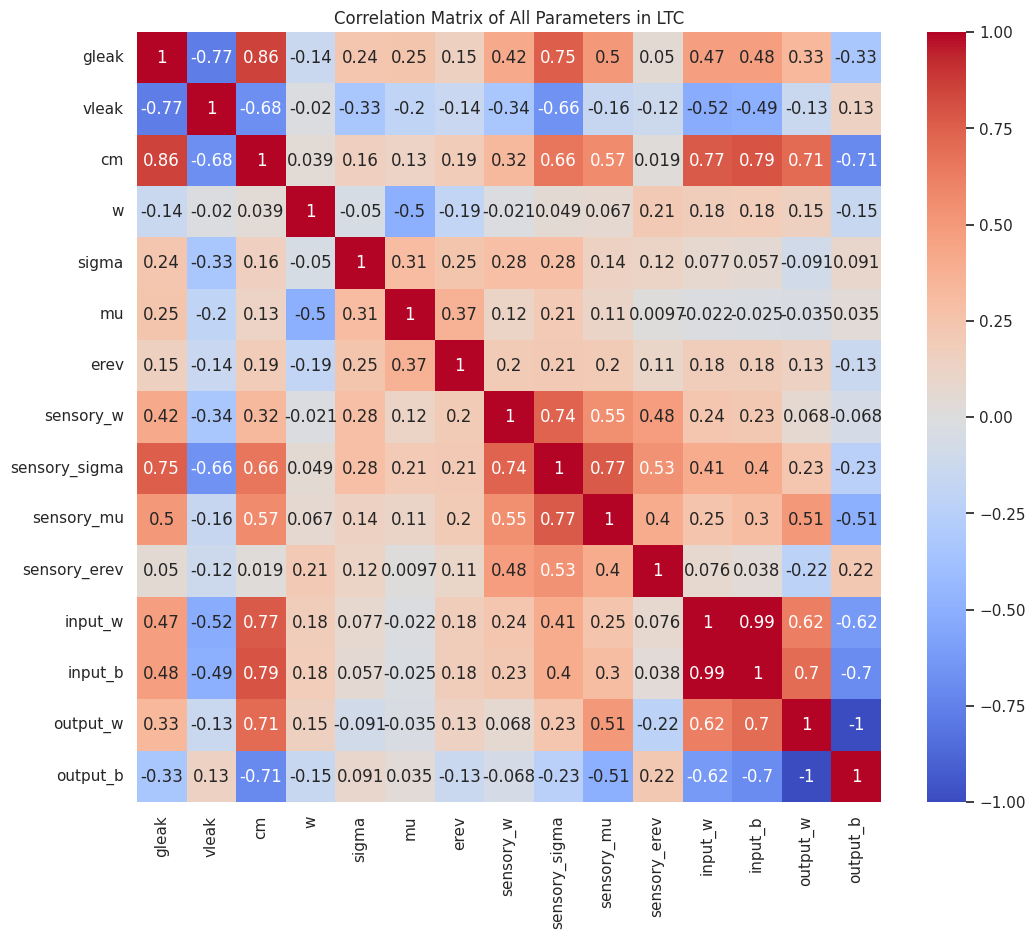 Correlation Matrix of All Parameters in LTC
gleak 1 -0.77 0.86 -0.14 0.24 0.25 0.15 0.42 0.75 0.5 0.05 0.47 0.48 0.33 -0.33
vleak -0.77 1 -0.68 -0.02 -0.33 -0.2 -0.14 -0.34 -0.66 -0.16 -0.12 -0.52 -0.49 -0.13 0.13
cm 0.86 -0.68 1 0.039 0.16 0.13 0.19 0.32 0.66 0.57 0.019 0.77 0.79 0.71 -0.71
w -0.14 -0.02 0.039 1 -0.05 -0.5 -0.19 -0.021 0.049 0.067 0.21 0.18 0.18 0.15 -0.15
sigma 0.24 -0.33 0.16 -0.05 1 0.31 0.25 0.28 0.28 0.14 0.12 0.077 0.057 -0.091 0.091
mu 0.25 -0.2 0.13 -0.5 0.31 1 0.37 0.12 0.21 0.11 0.0097 -0.022 -0.025 -0.035 0.035
erev 0.15 -0.14 0.19 -0.19 0.25 0.37 1 0.2 0.21 0.2 0.11 0.18 0.18 0.13 -0.13
sensory_w 0.42 -0.34 0.32 -0.021 0.28 0.12 0.2 1 0.74 0.55 0.48 0.24 0.23 0.068 -0.068
sensory_sigma 0.75 -0.66 0.66 0.049 0.28 0.21 0.21 0.74 1 0.77 0.53 0.41 0.4 0.23 -0.23
sensory_mu 0.5 -0.16 0.57 0.067 0.14 0.11 0.2 0.55 0.77 1 0.4 0.25 0.3 0.51 -0.51
sensory_erev 0.05 -0.12 0.019 0.21 0.12 0.0097 0.11 0.48 0.53 0.4 1 0.076 0.038 -0.22 0.22
input_w 0.47 -0.52 0.77 0.18 0.077 -0.022 0.18 0.24 0.41 0.25 0.076 1 0.99 0.62 -0.62
input_b 0.48 -0.49 0.79 0.18 0.057 -0.025 0.18 0.23 0.4 0.3 0.038 0.99 1 0.7 -0.7
output_w 0.33 -0.13 0.71 0.15 -0.091 -0.035 0.13 0.068 0.23 0.51 -0.22 0.62 0.7 1 -1
output_b -0.33 0.13 -0.71 -0.15 0.091 0.035 -0.13 -0.068 -0.23 -0.51 0.22 -0.62 -0.7 -1 1
gleak vleak cm w sigma mu erev sensory_w sensory_sigma sensory_mu sensory_erev input_w input_b output_w output_b
1.00
0.75
0.50
0.25
0.00
−0.25
−0.50
−0.75
−1.00